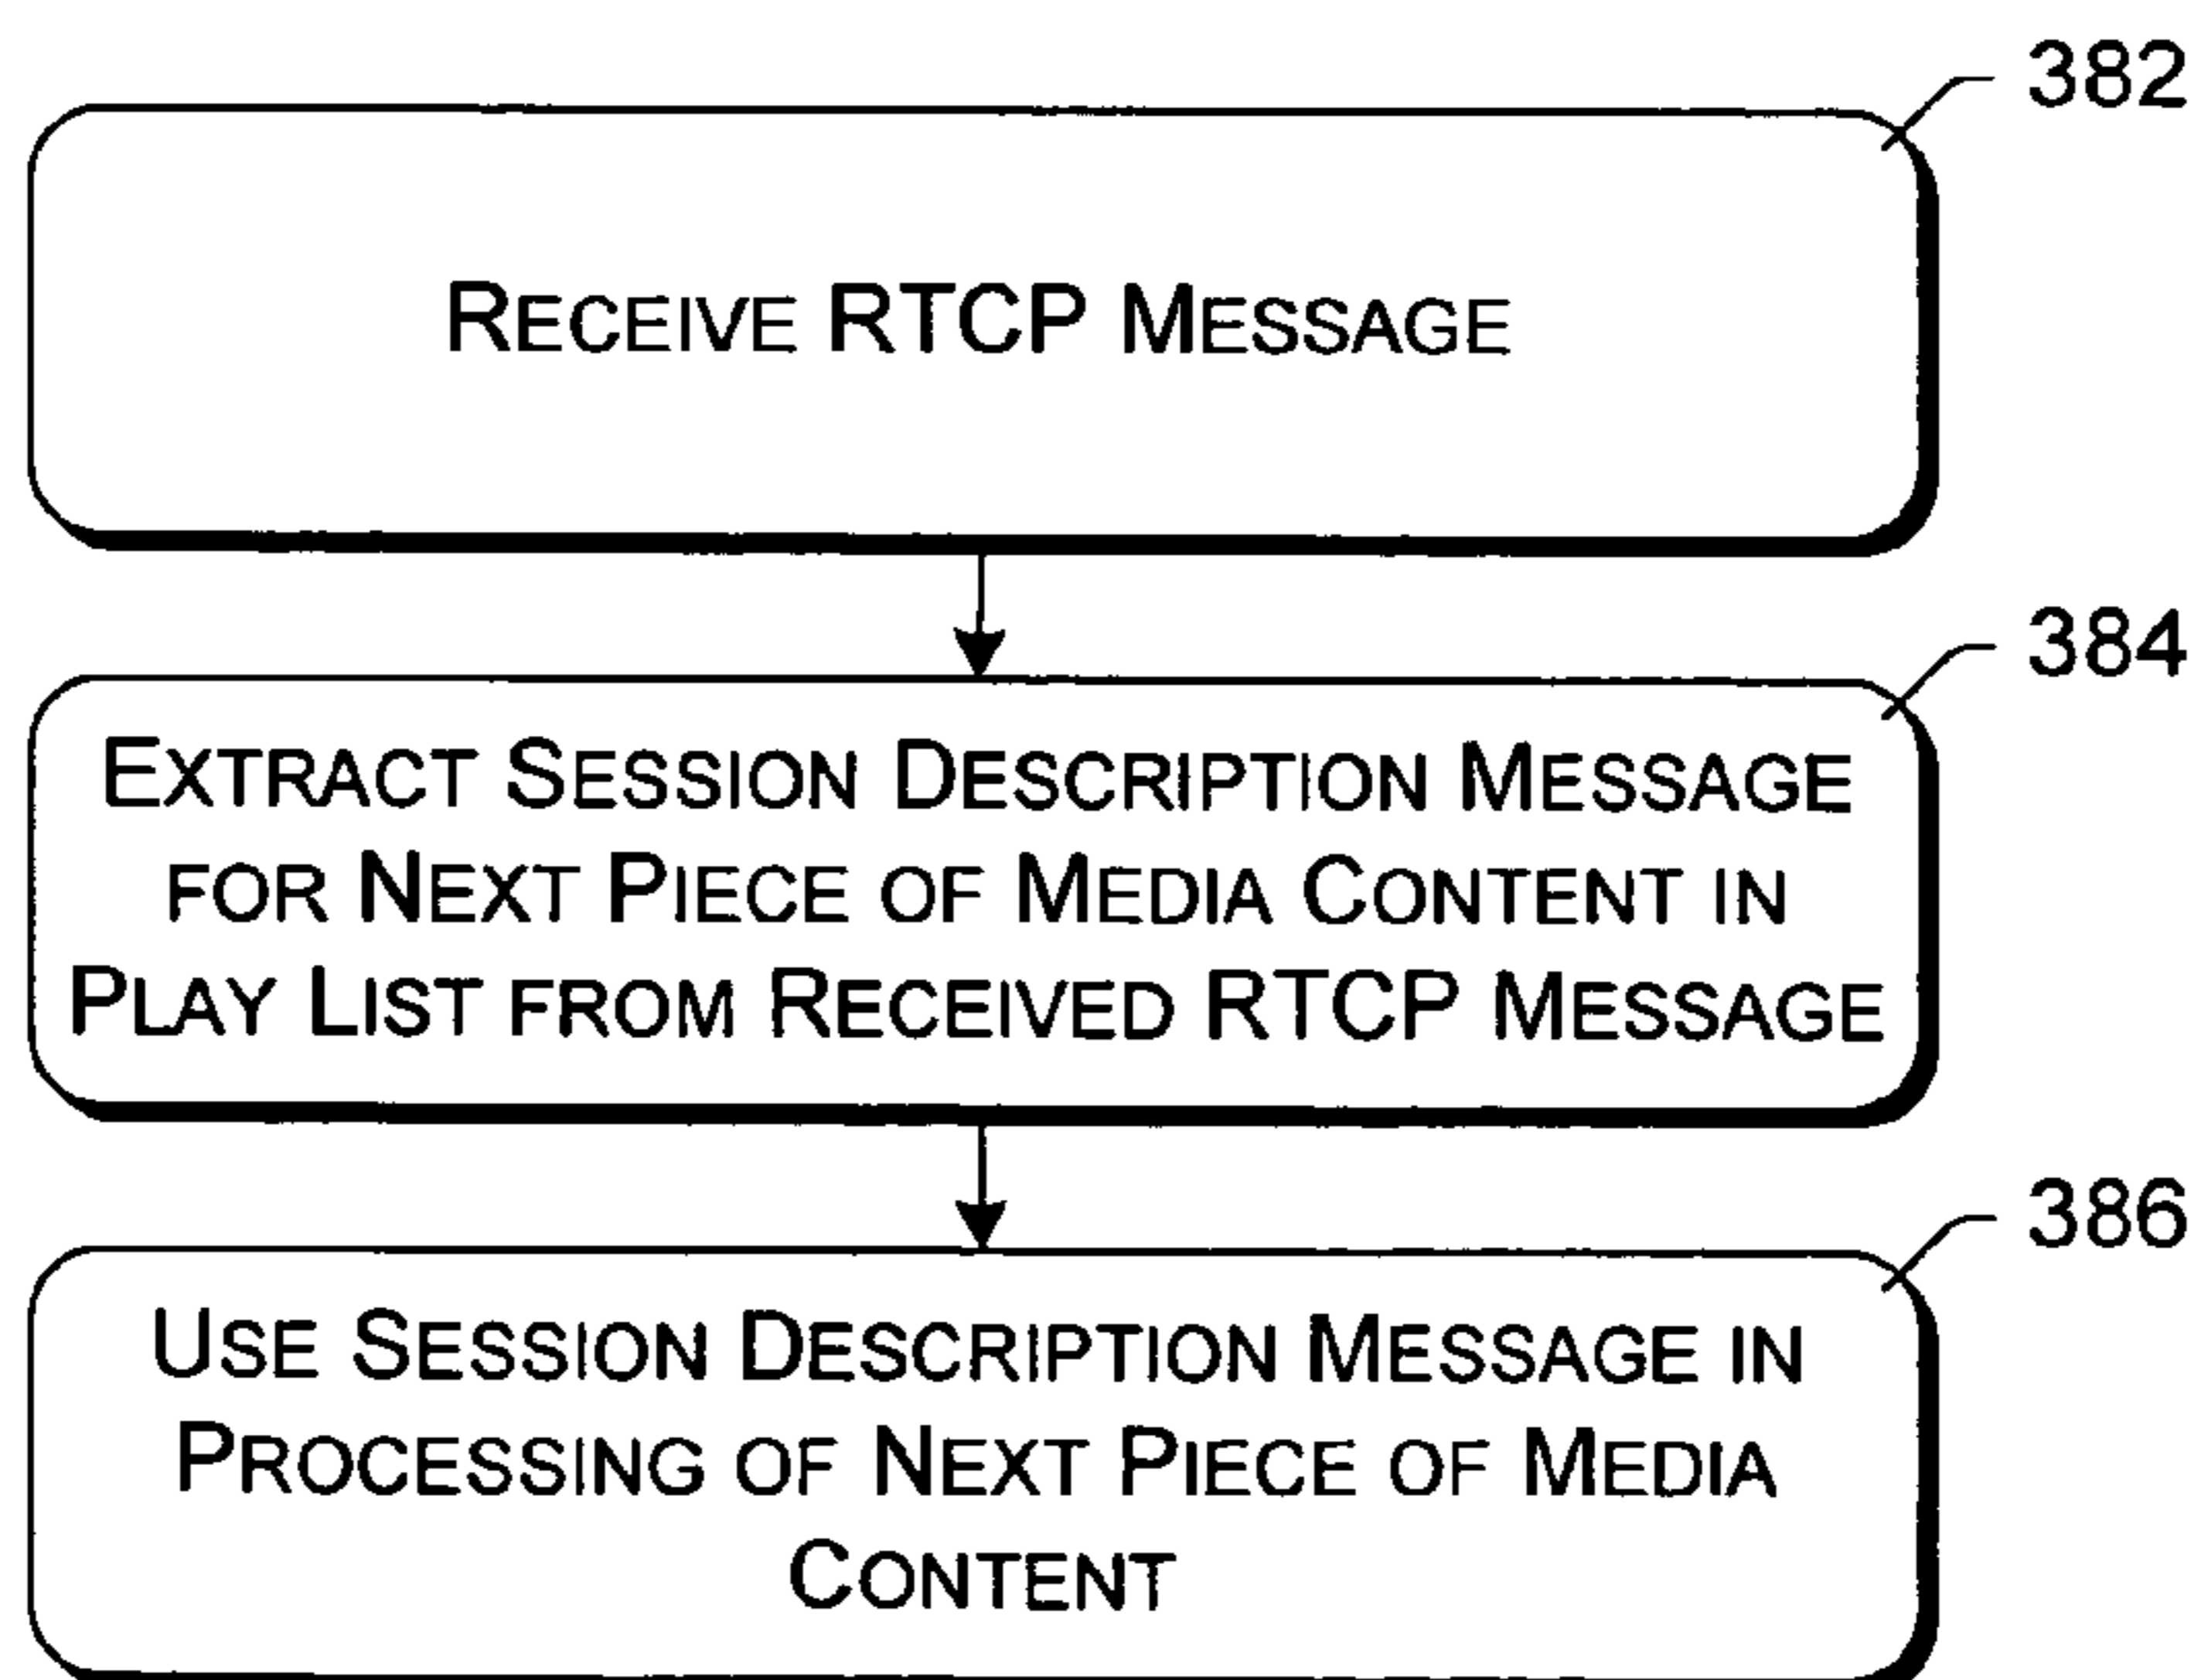 382
RECEIVE RTCP MESSAGE
384
EXTRACT SESSION DESCRIPTION MESSAGE
FOR NEXT PIECE OF MEDIA CONTENT IN
PLAY LIST FROM RECEIVED RTCP MESSAGE
386
USE SESSION DESCRIPTION MESSAGE IN
PROCESSING OF NEXT PIECE OF MEDIA
CONTENT